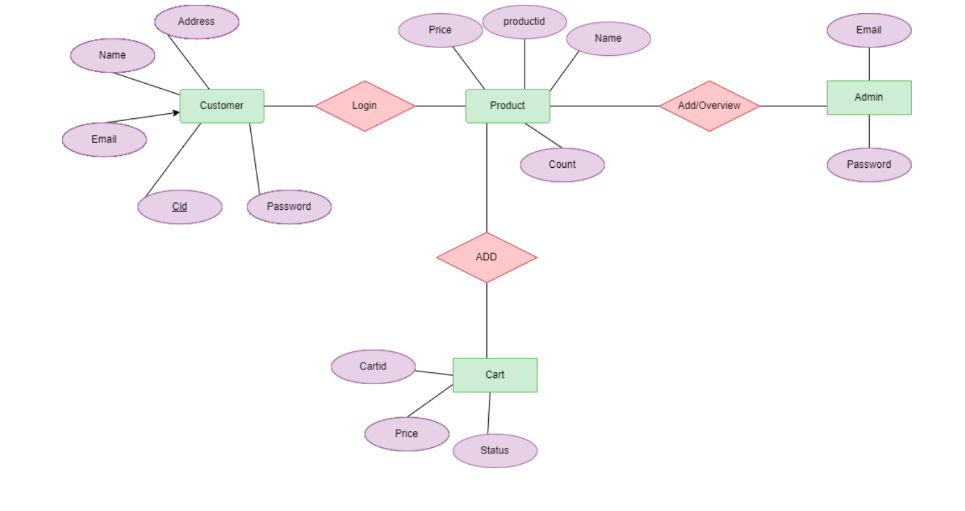 Address
Price
productid
Name
Email
Name
Customer
Login
Product
Add/Overview
Admin
Email
Count
Password
Cid
Password
ADD
Cartid
Cart
Price
Status